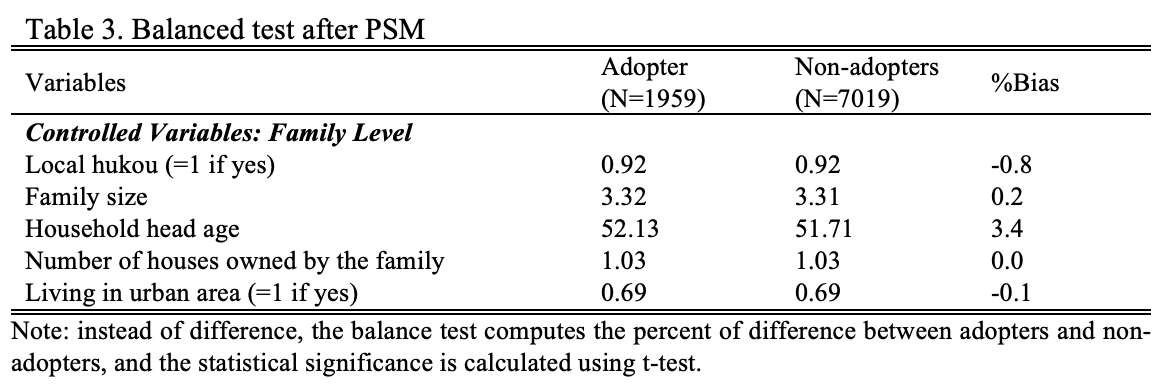 Table 3. Balanced test after PSM
Variables Adopter (N=1959) Non-adopters (N=7019) %Bias
Controlled Variables: Family Level
Local hukou (=1 if yes) 0.92 0.92 -0.8
Family size 3.32 3.31 0.2
Household head age 52.13 51.71 3.4
Number of houses owned by the family 1.03 1.03 0.0
Living in urban area (=1 if yes) 0.69 0.69 -0.1
Note: instead of difference, the balance test computes the percent of difference between adopters and non-
adopters, and the statistical significance is calculated using t-test.